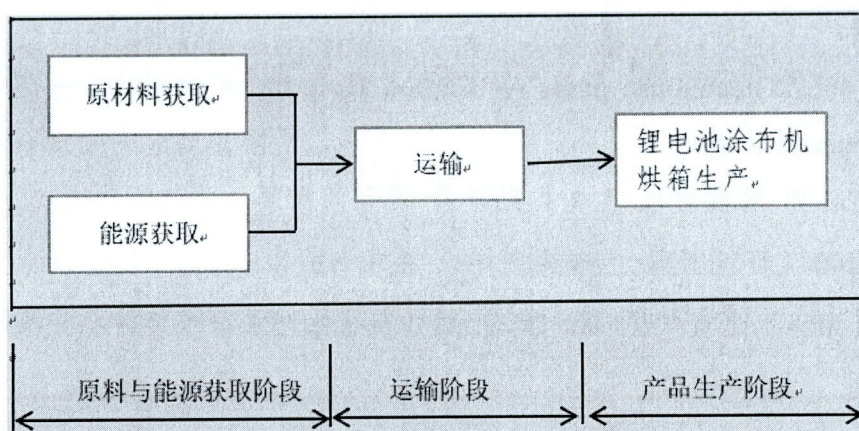 原材料获取
运输
锂电池涂布机
烘箱生产
能源获取
原料与能源获取阶段
运输阶段
产品生产阶段